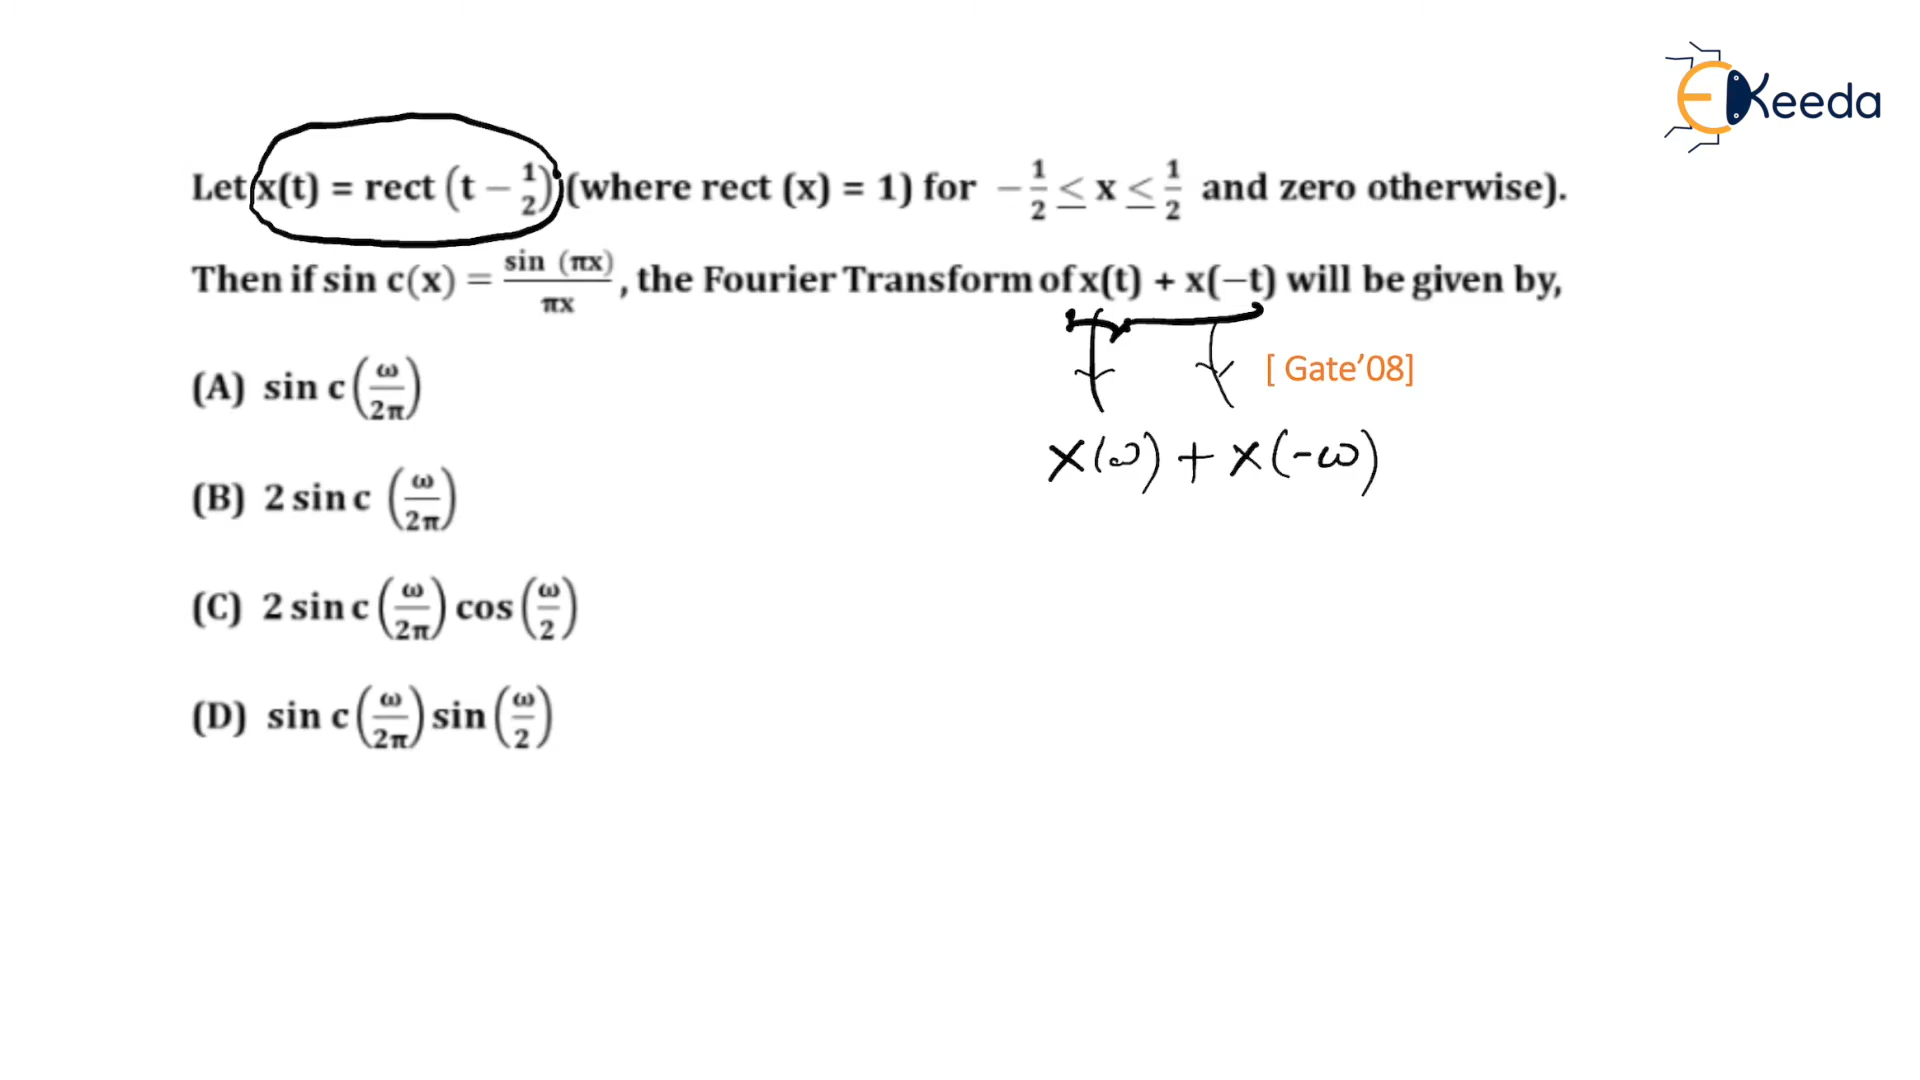 EKeeda
Let x(t) = rect (t − 1/2) (where rect (x) = 1) for − 1/2 ≤ x ≤ 1/2 and zero otherwise).
Then if sin c(x) = sin (πx)/πx , the Fourier Transform of x(t) + x(−t) will be given by,
[ Gate’08]
(A) sin c (ω/2π)
x(ω) + x(-ω)
(B) 2 sin c (ω/2π)
(C) 2 sin c (ω/2π) cos (ω/2)
(D) sin c (ω/2π) sin (ω/2)